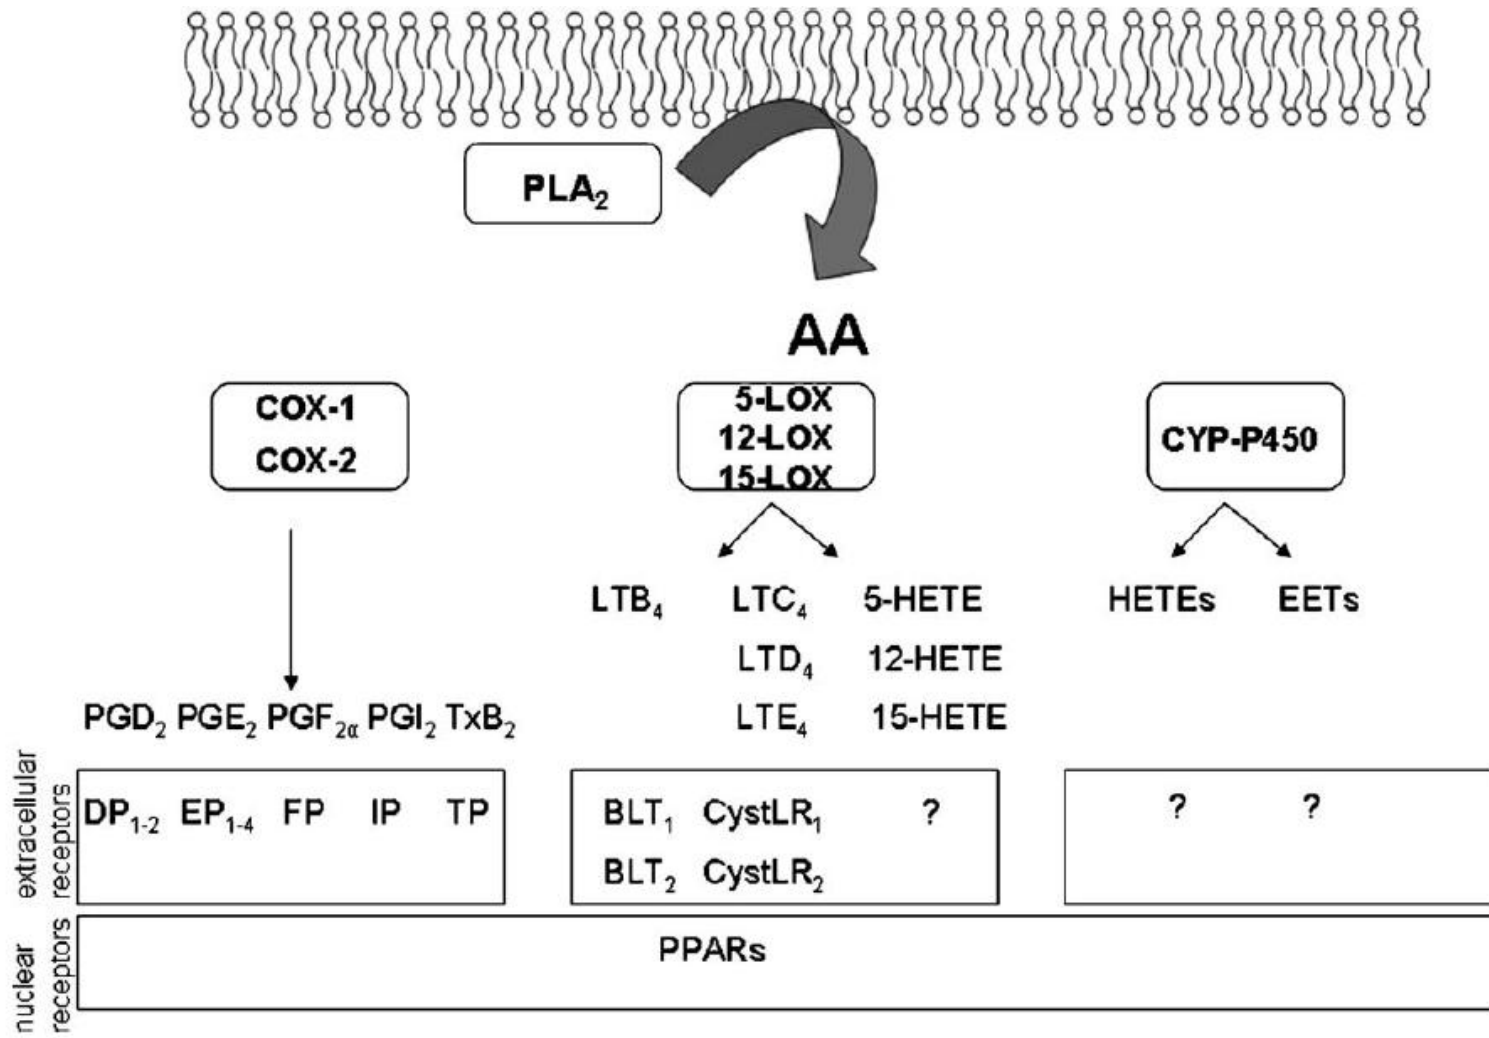 PLA₂
AA
COX-1
COX-2
5-LOX
12-LOX
15-LOX
CYP-P450
LTB₄ LTC₄ 5-HETE
LTD₄ 12-HETE
LTE₄ 15-HETE
HETEs EETs
PGD₂ PGE₂ PGF₂α PGI₂ TxB₂
extracellular
receptors
DP₁₋₂ EP₁₋₄ FP IP TP
BLT₁ CystLR₁ ?
BLT₂ CystLR₂
? ?
nuclear
receptors
PPARs